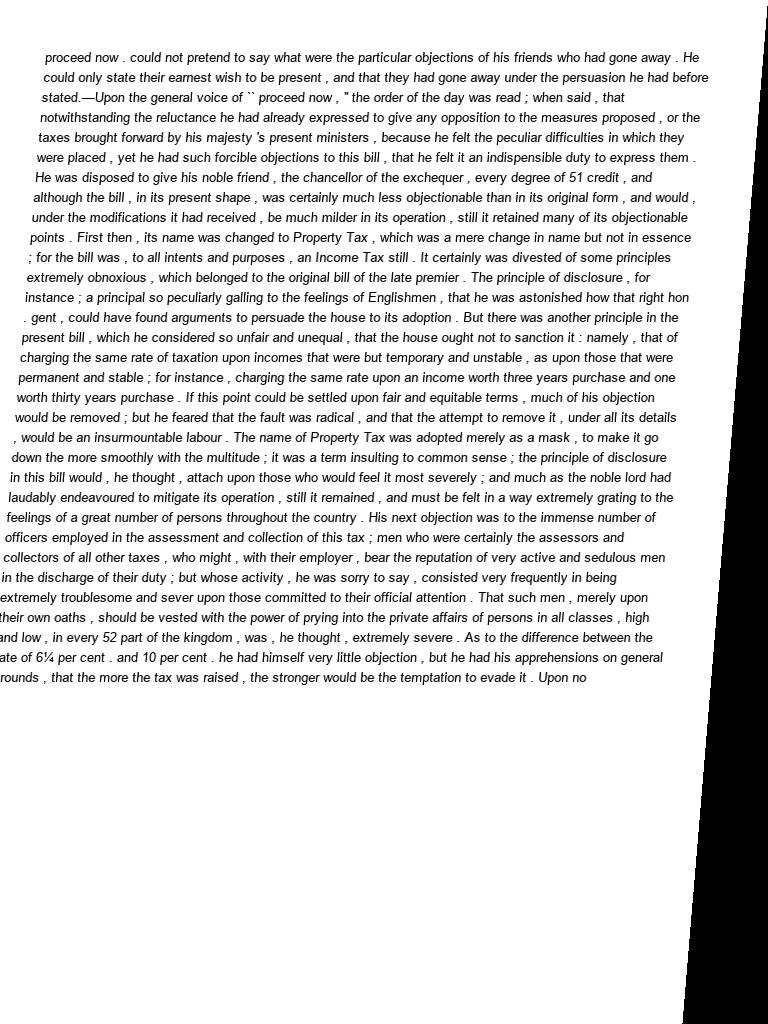 proceed now . could not pretend to say what were the particular objections of his friends who had gone away . He
could only state their earnest wish to be present , and that they had gone away under the persuasion he had before
stated.—Upon the general voice of `` proceed now , '' the order of the day was read ; when said , that
notwithstanding the reluctance he had already expressed to give any opposition to the measures proposed , or the
taxes brought forward by his majesty 's present ministers , because he felt the peculiar difficulties in which they
were placed , yet he had such forcible objections to this bill , that he felt it an indispensible duty to express them .
He was disposed to give his noble friend , the chancellor of the exchequer , every degree of 51 credit , and
although the bill , in its present shape , was certainly much less objectionable than in its original form , and would ,
under the modifications it had received , be much milder in its operation , still it retained many of its objectionable
points . First then , its name was changed to Property Tax , which was a mere change in name but not in essence
; for the bill was , to all intents and purposes , an Income Tax still . It certainly was divested of some principles
extremely obnoxious , which belonged to the original bill of the late premier . The principle of disclosure , for
instance ; a principal so peculiarly galling to the feelings of Englishmen , that he was astonished how that right hon
. gent , could have found arguments to persuade the house to its adoption . But there was another principle in the
present bill , which he considered so unfair and unequal , that the house ought not to sanction it : namely , that of
charging the same rate of taxation upon incomes that were but temporary and unstable , as upon those that were
permanent and stable ; for instance , charging the same rate upon an income worth three years purchase and one
worth thirty years purchase . If this point could be settled upon fair and equitable terms , much of his objection
would be removed ; but he feared that the fault was radical , and that the attempt to remove it , under all its details
, would be an insurmountable labour . The name of Property Tax was adopted merely as a mask , to make it go
down the more smoothly with the multitude ; it was a term insulting to common sense ; the principle of disclosure
in this bill would , he thought , attach upon those who would feel it most severely ; and much as the noble lord had
laudably endeavoured to mitigate its operation , still it remained , and must be felt in a way extremely grating to the
feelings of a great number of persons throughout the country . His next objection was to the immense number of
officers employed in the assessment and collection of this tax ; men who were certainly the assessors and
collectors of all other taxes , who might , with their employer , bear the reputation of very active and sedulous men
in the discharge of their duty ; but whose activity , he was sorry to say , consisted very frequently in being
extremely troublesome and sever upon those committed to their official attention . That such men , merely upon
their own oaths , should be vested with the power of prying into the private affairs of persons in all classes , high
and low , in every 52 part of the kingdom , was , he thought , extremely severe . As to the difference between the
ate of 6¼ per cent . and 10 per cent . he had himself very little objection , but he had his apprehensions on general
rounds , that the more the tax was raised , the stronger would be the temptation to evade it . Upon no